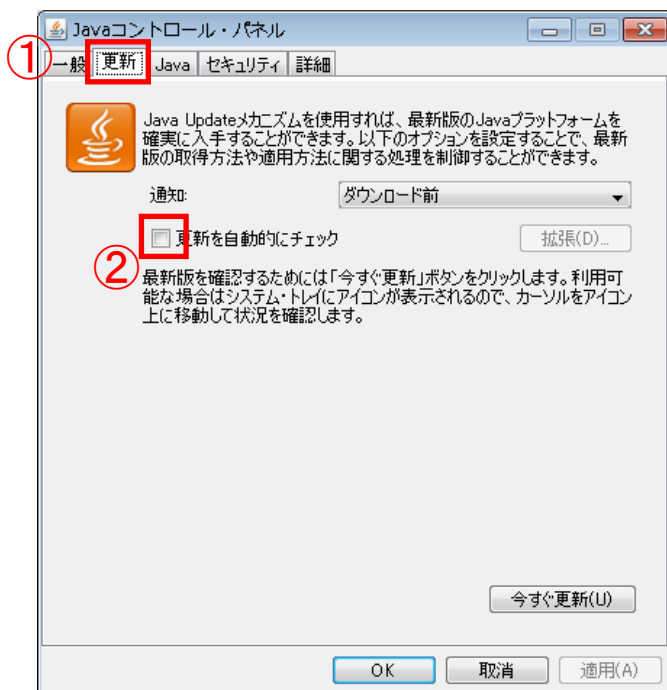 Javaコントロール・パネル
①
一般 更新 Java セキュリティ 詳細
Java Updateメカニズムを使用すれば、最新版のJavaプラットフォームを
確実に入手することができます。以下のオプションを設定することで、最新
版の取得方法や適用方法に関する処理を制御することができます。
通知: ダウンロード前
更新を自動的にチェック 拡張(D)...
②
最新版を確認するためには「今すぐ更新」ボタンをクリックします。利用可
能な場合はシステム・トレイにアイコンが表示されるので、カーソルをアイコン
上に移動して状況を確認します。
今すぐ更新(U)
OK 取消 適用(A)